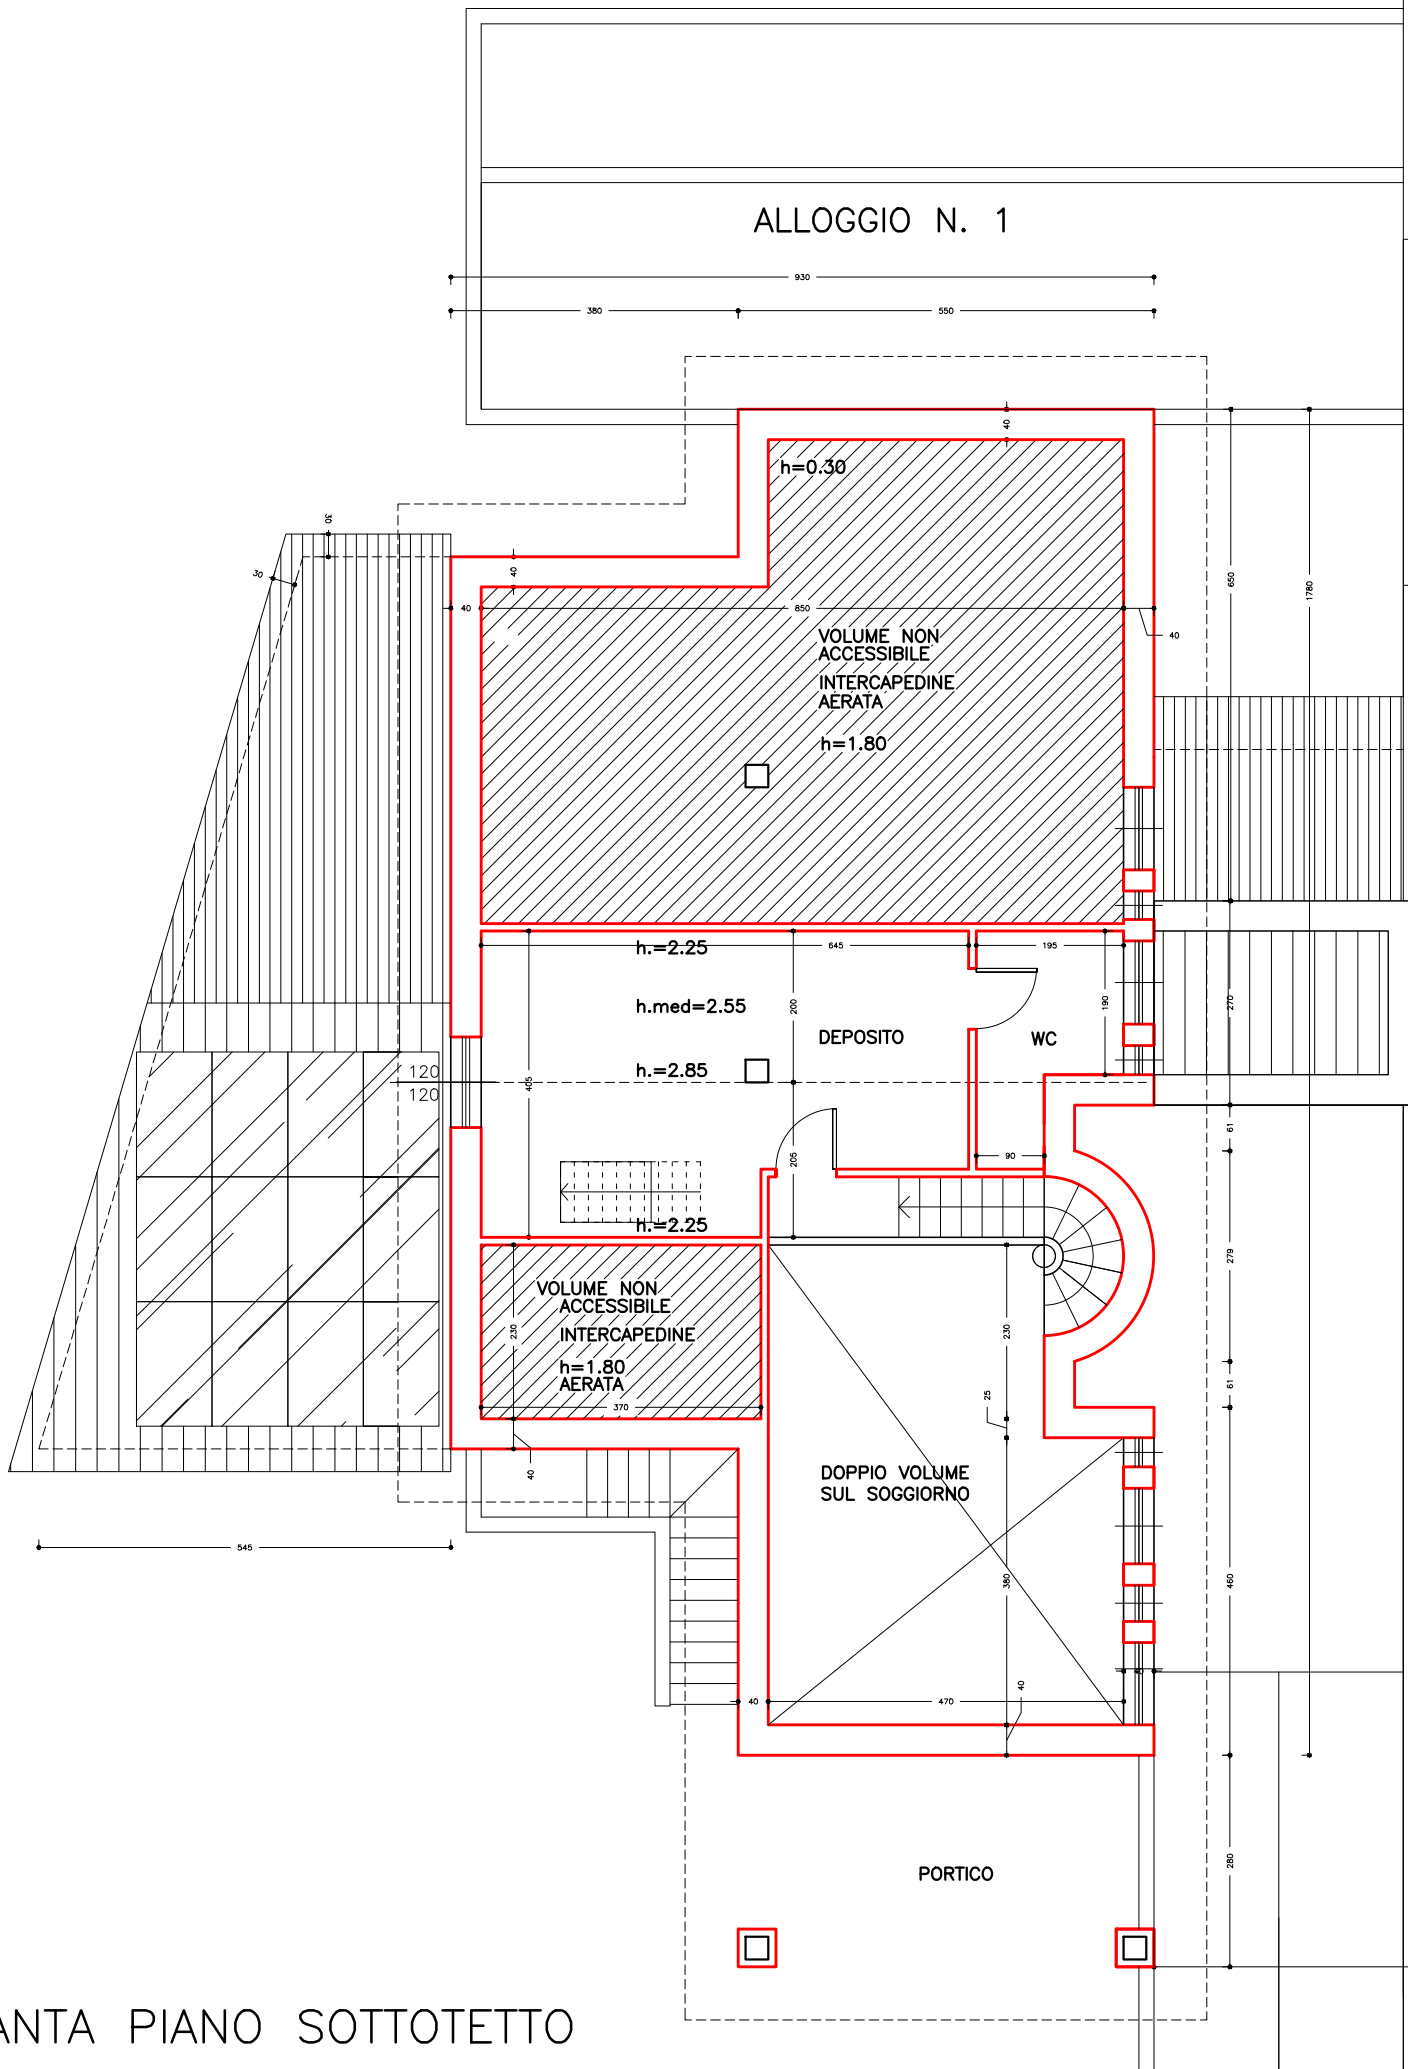 ALLOGGIO N. 1
930
380
550
40
h=0.30
30
30
40
40
850
40
650
1780
VOLUME NON
ACCESSIBILE
INTERCAPEDINE
AERATA
h=1.80
h.=2.25
645
195
h.med=2.55
200
190
270
DEPOSITO
WC
h.=2.85
120
120
405
205
90
61
h.=2.25
279
VOLUME NON
ACCESSIBILE
INTERCAPEDINE
h=1.80
AERATA
230
230
25
61
370
40
DOPPIO VOLUME
SUL SOGGIORNO
545
380
460
40
40
470
40
PORTICO
280
ANTA PIANO SOTTOTETTO